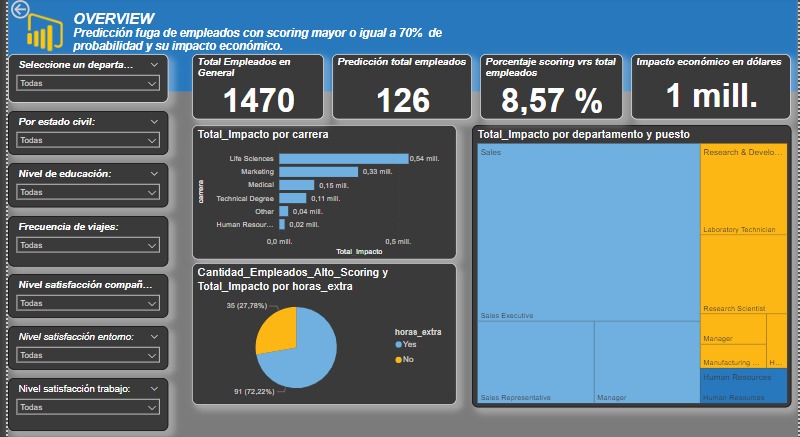 OVERVIEW
Predicción fuga de empleados con scoring mayor o igual a 70% de
probabilidad y su impacto económico.
Seleccione un departa...
Todas
Por estado civil:
Todas
Nivel de educación:
Todas
Frecuencia de viajes:
Todas
Nivel satisfacción compañ...
Todas
Nivel satisfacción entorno:
Todas
Nivel satisfacción trabajo:
Todas
Total Empleados en
General
1470
Predicción total empleados
126
Porcentaje scoring vrs total
empleados
8,57 %
Impacto económico en dólares
1 mill.
Total_Impacto por carrera
carrera
Life Sciences
0,54 mill.
Marketing
0,33 mill.
Medical
0,15 mill.
Technical Degree
0,11 mill.
Other
0,04 mill.
Human Resour...
0,02 mill.
0,0 mill.
0,5 mill.
Total_Impacto
Cantidad_Empleados_Alto_Scoring y
Total_Impacto por horas_extra
35 (27,78%)
91 (72,22%)
horas_extra
Yes
No
Total_Impacto por departamento y puesto
Sales
Sales Executive
Sales Representative
Manager
Research & Develo...
Laboratory Technician
Research Scientist
Manager
Manufacturing ...
H...
Human Resources
Human Resources